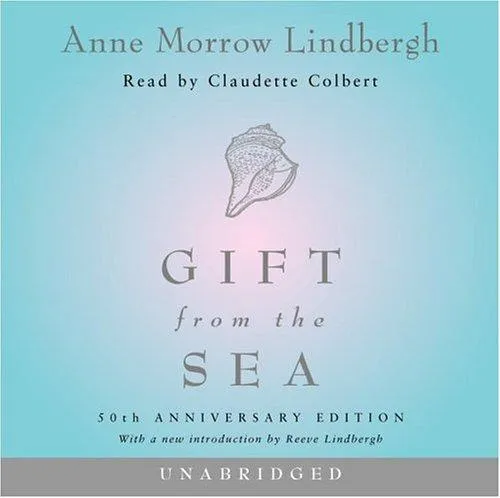 Anne Morrow Lindbergh
Read by Claudette Colbert
GIFT
from the
SEA
50th ANNIVERSARY EDITION
With a new introduction by Reeve Lindbergh
UNABRIDGED